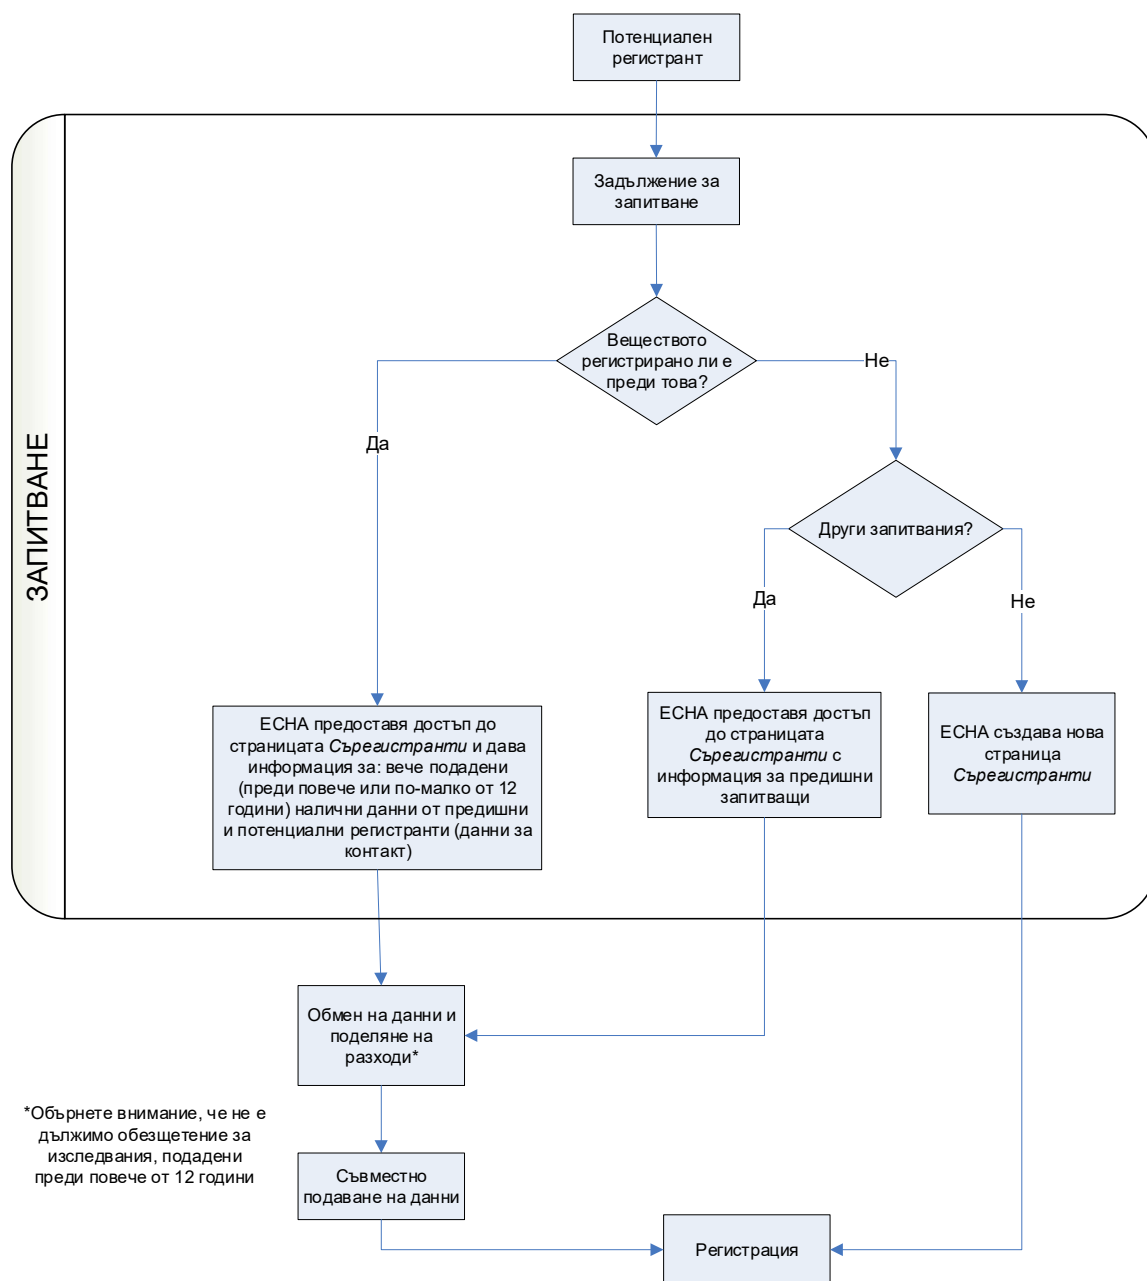 Потенциален
регистрант
Задължение за
запитване
Веществото
регистрирано ли е
преди това?
Не
Да
ЗАПИТВАНЕ
Други запитвания?
Да
Не
ECHA предоставя достъп до
страницата Сърегистранти и дава
информация за: вече подадени
(преди повече или по-малко от 12
години) налични данни от предишни
и потенциални регистранти (данни за
контакт)
ECHA предоставя достъп
до страницата
Сърегистранти с
информация за предишни
запитващи
ECHA създава нова
страница
Сърегистранти
Обмен на данни и
поделяне на
разходи*
*Обърнете внимание, че не е
дължимо обезщетение за
изследвания, подадени
преди повече от 12 години
Съвместно
подаване на данни
Регистрация